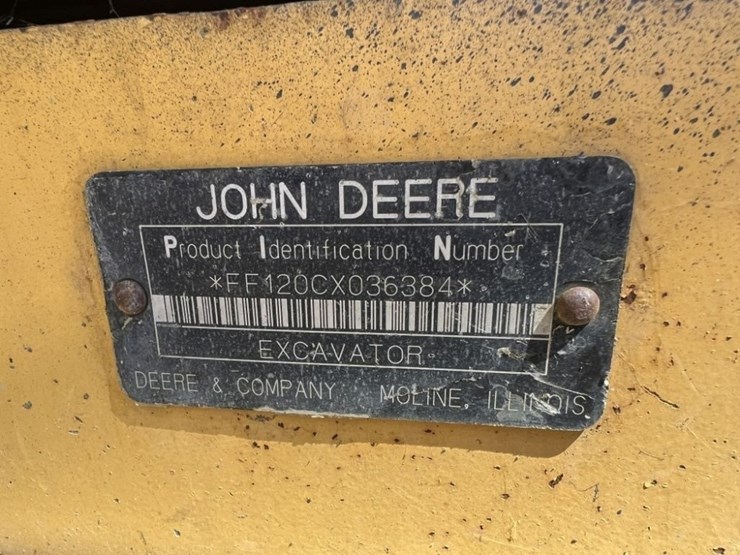 JOHN DEERE
Product Identification Number
*FF120CX036384*
EXCAVATOR
DEERE & COMPANY MOLINE, ILLINOIS